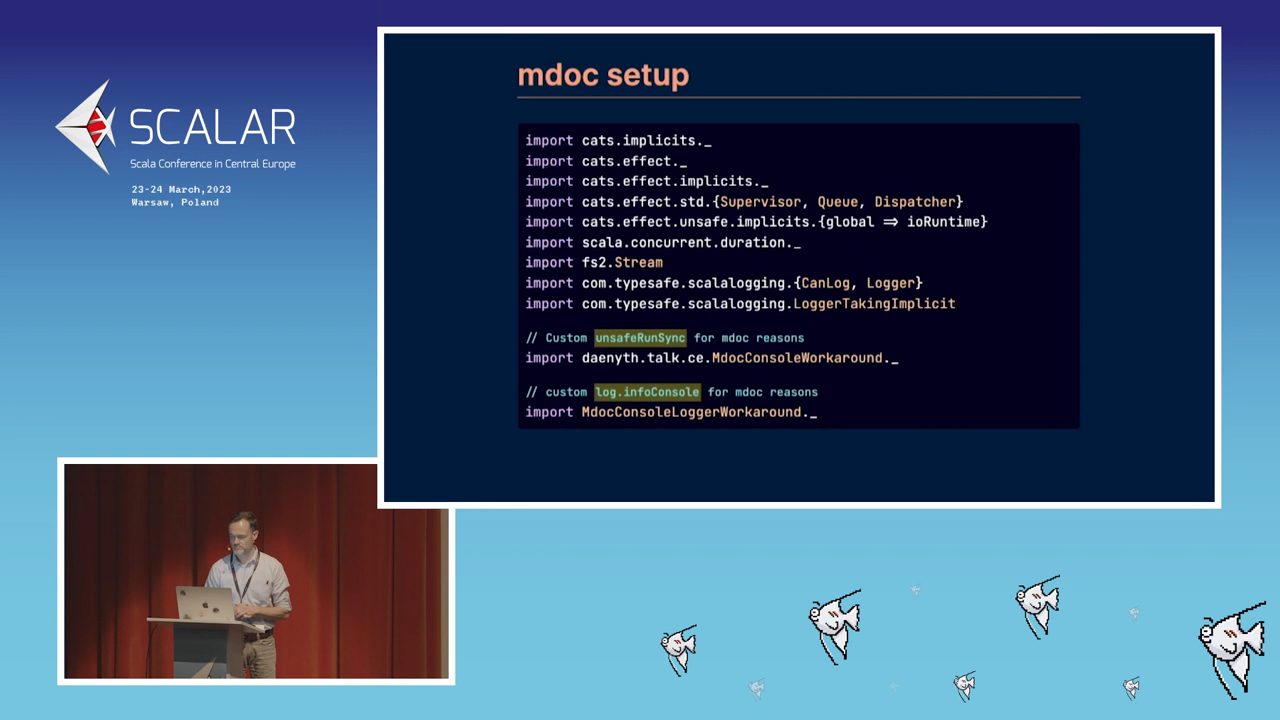 SCALAR
Scala Conference in Central Europe
23-24 March,2023
Warsaw, Poland
mdoc setup
import cats.implicits._
import cats.effect._
import cats.effect.implicits._
import cats.effect.std.{Supervisor, Queue, Dispatcher}
import cats.effect.unsafe.implicits.{global ⇒ ioRuntime}
import scala.concurrent.duration._
import fs2.Stream
import com.typesafe.scalalogging.{CanLog, Logger}
import com.typesafe.scalalogging.LoggerTakingImplicit
// Custom unsafeRunSync for mdoc reasons
import daenyth.talk.ce.MdocConsoleWorkaround._
// custom log.infoConsole for mdoc reasons
import MdocConsoleLoggerWorkaround._